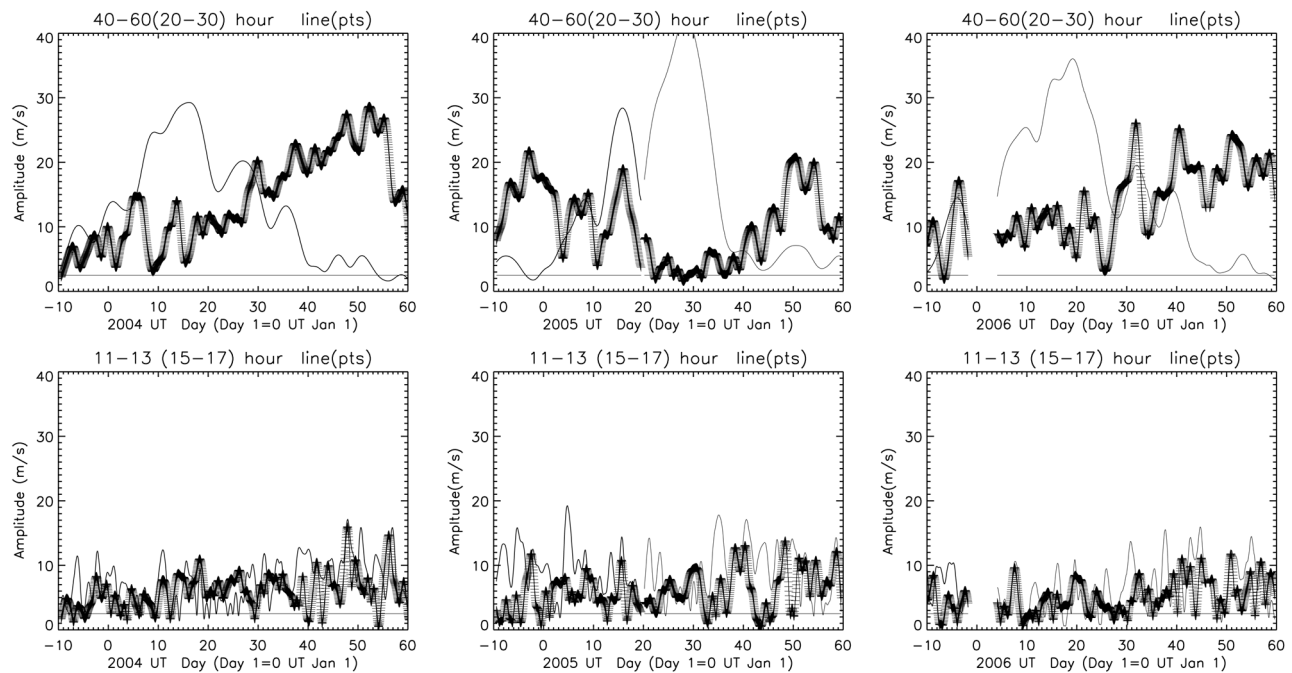 40−60(20−30) hour line(pts)
40−60(20−30) hour line(pts)
40−60(20−30) hour line(pts)
Amplitude (m/s)
40
30
20
10
0
−10 0 10 20 30 40 50 60
2004 UT Day (Day 1=0 UT Jan 1)
Amplitude (m/s)
40
30
20
10
0
−10 0 10 20 30 40 50 60
2005 UT Day (Day 1=0 UT Jan 1)
Amplitude (m/s)
40
30
20
10
0
−10 0 10 20 30 40 50 60
2006 UT Day (Day 1=0 UT Jan 1)
11−13 (15−17) hour line(pts)
11−13 (15−17) hour line(pts)
11−13 (15−17) hour line(pts)
Amplitude (m/s)
40
30
20
10
0
−10 0 10 20 30 40 50 60
2004 UT Day (Day 1=0 UT Jan 1)
Ampltude(m/s)
40
30
20
10
0
−10 0 10 20 30 40 50 60
2005 UT Day (Day 1=0 UT Jan 1)
Amplitude(m/s)
40
30
20
10
0
−10 0 10 20 30 40 50 60
2006 UT Day (Day 1=0 UT Jan 1)